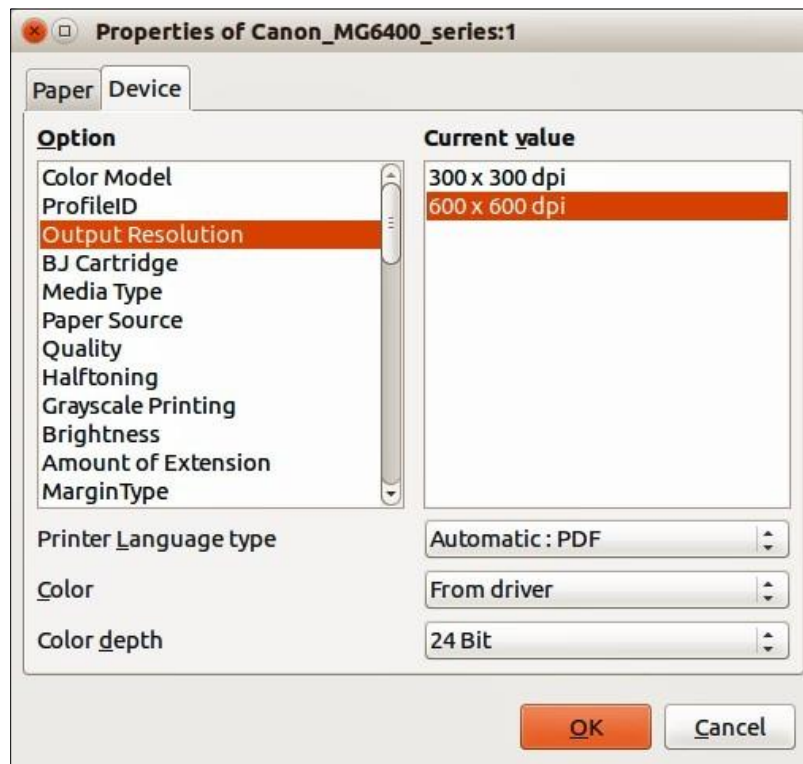 Properties of Canon_MG6400_series:1
Paper Device
Option
Color Model
ProfileID
Output Resolution
BJ Cartridge
Media Type
Paper Source
Quality
Halftoning
Grayscale Printing
Brightness
Amount of Extension
MarginType
Current value
300 x 300 dpi
600 x 600 dpi
Printer Language type Automatic : PDF
Color From driver
Color depth 24 Bit
OK Cancel